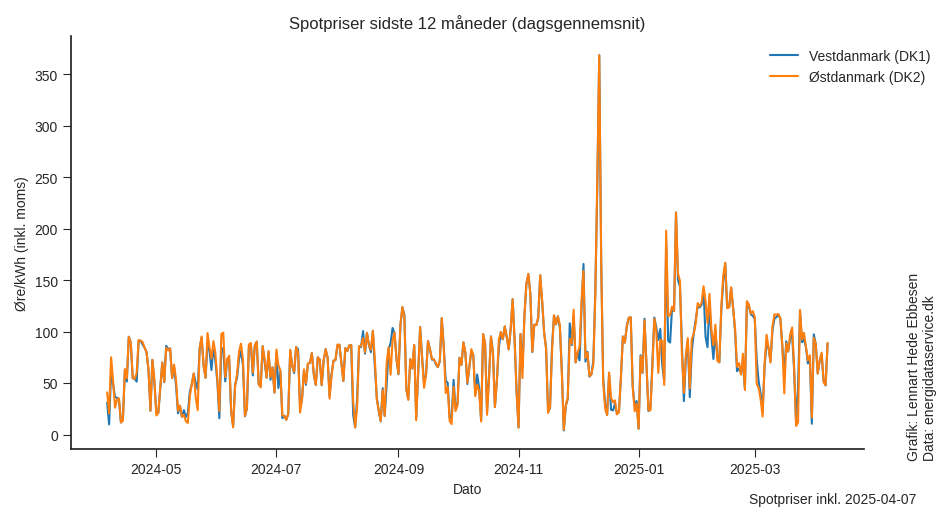 Spotpriser sidste 12 måneder (dagsgennemsnit)
Vestdanmark (DK1)
Østdanmark (DK2)
Øre/kWh (inkl. moms)
350
300
250
200
150
100
50
0
2024-05
2024-07
2024-09
2024-11
2025-01
2025-03
Dato
Spotpriser inkl. 2025-04-07
Grafik: Lennart Hede Ebbesen
Data: energidataservice.dk